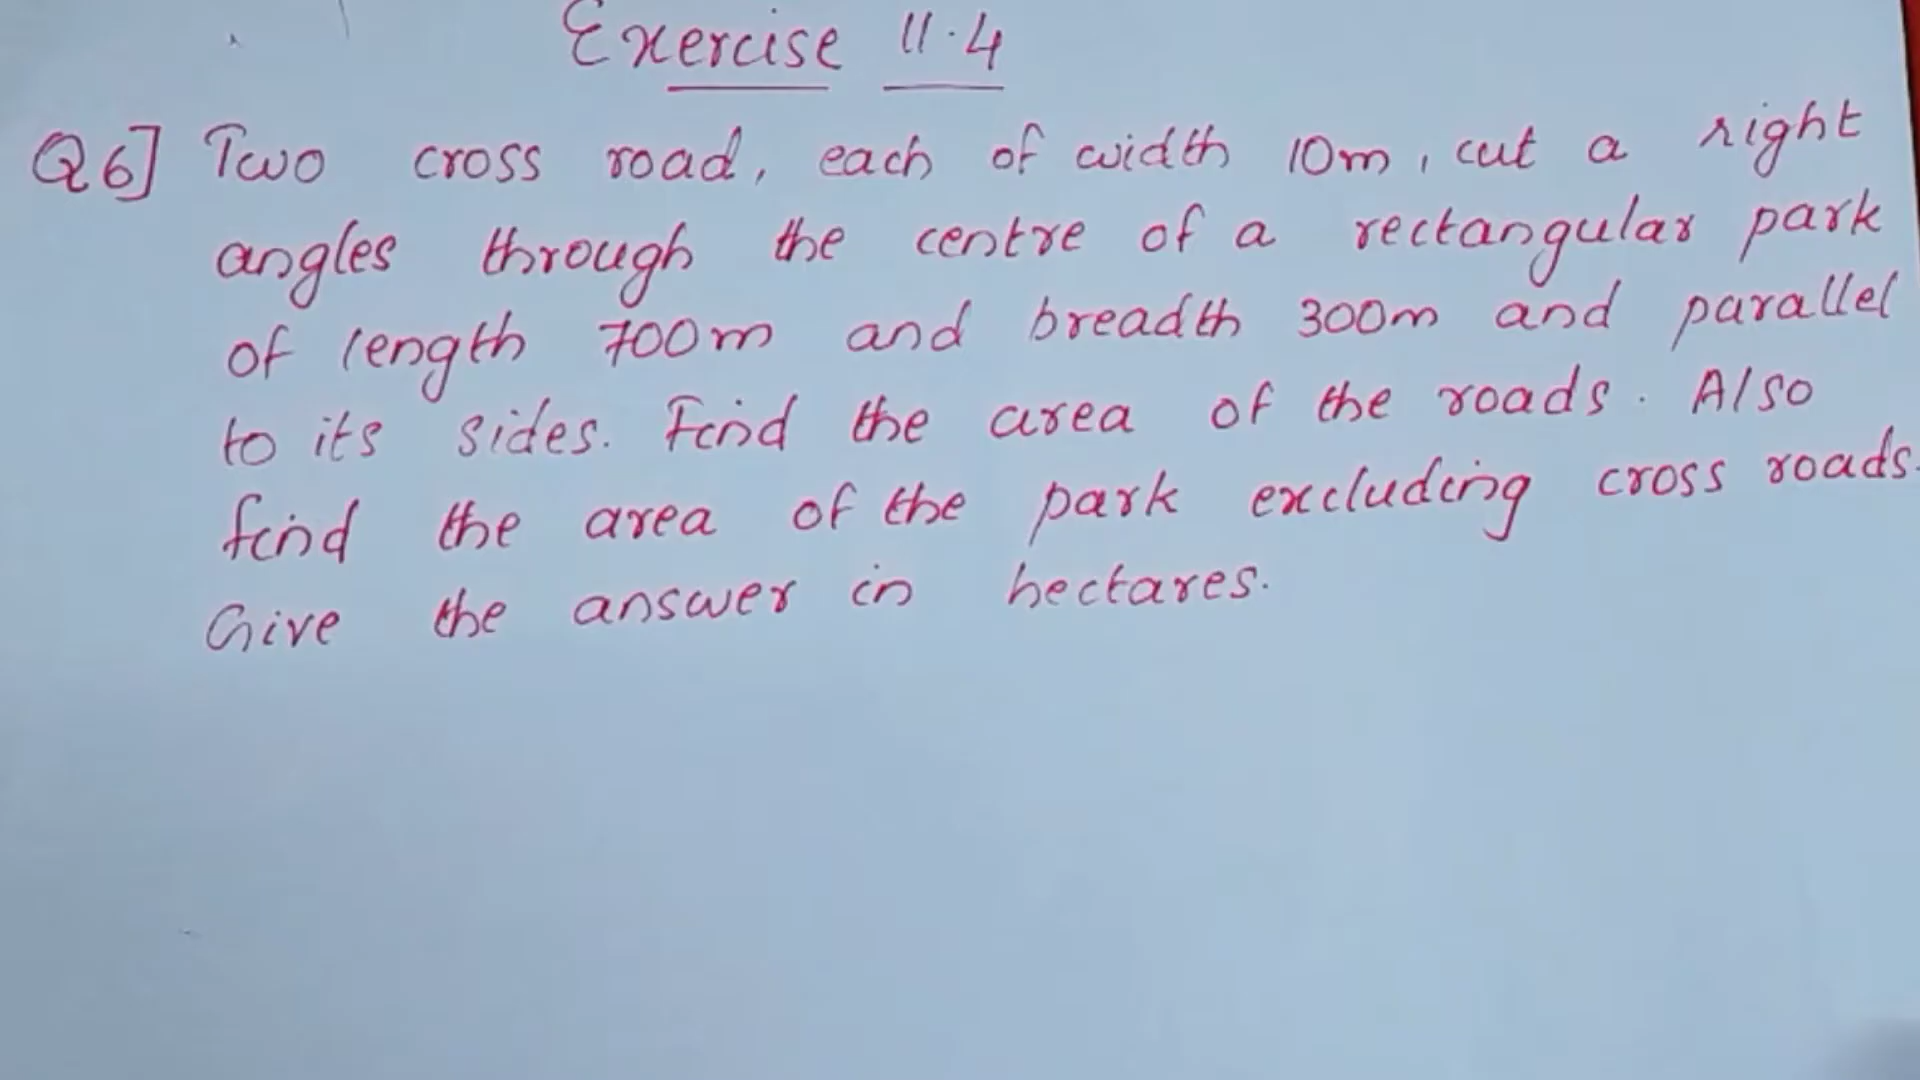 Exercise 11.4
Q6] Two cross road, each of width 10m, cut a right
angles through the centre of a rectangular park
of length 700m and breadth 300m and parallel
to its sides. Find the area of the roads. Also
find the area of the park excluding cross roads.
Give the answer in hectares.